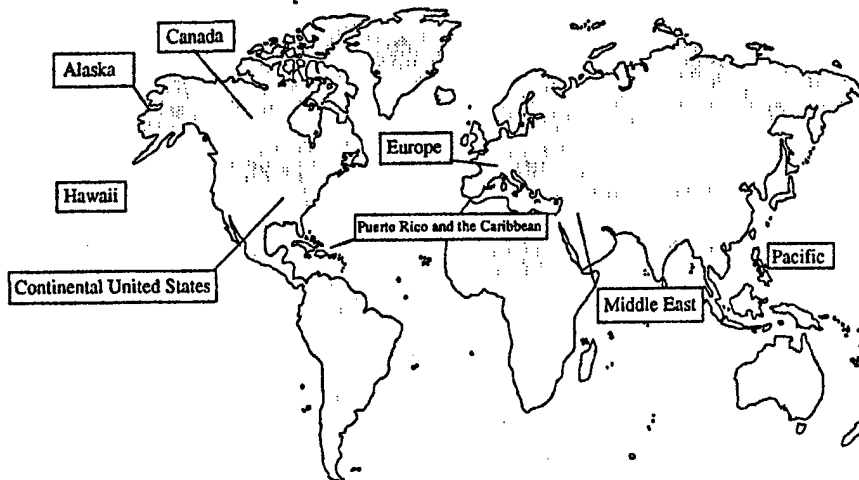 Canada
Alaska
Europe
Hawaii
Puerto Rico and the Caribbean
Pacific
Continental United States
Middle East